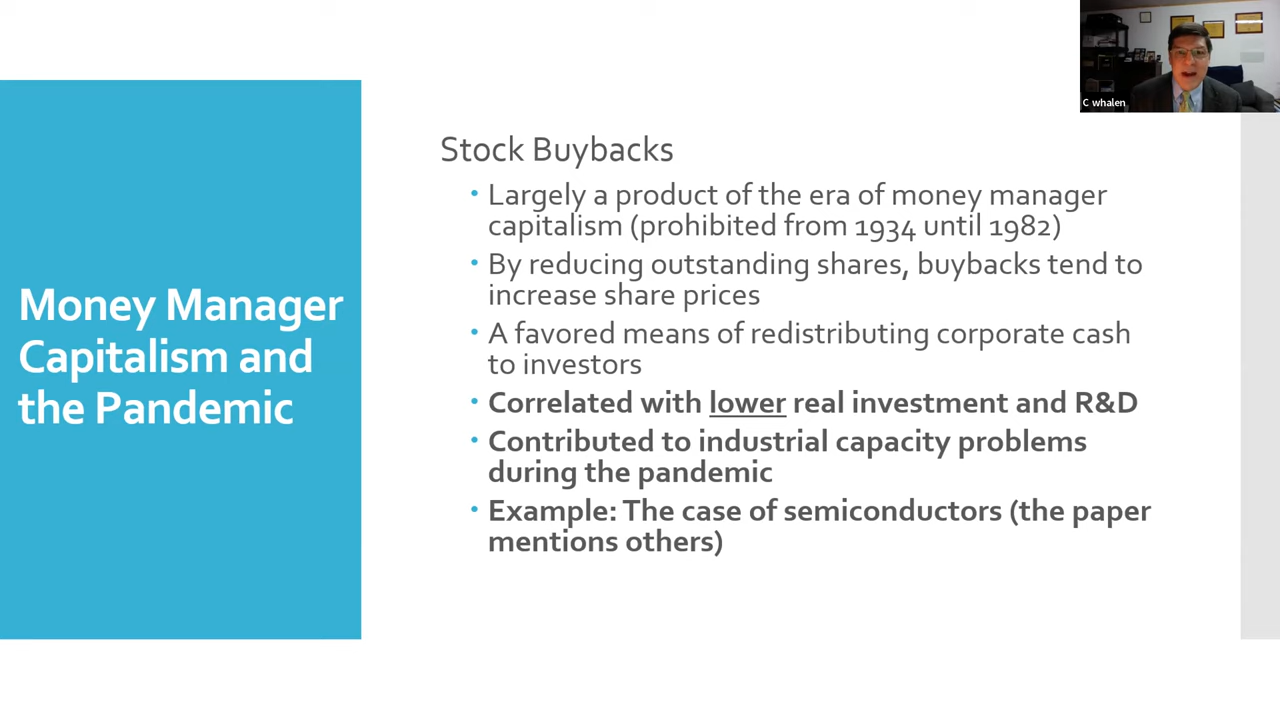 C whalen
Money Manager
Capitalism and
the Pandemic
Stock Buybacks
• Largely a product of the era of money manager
capitalism (prohibited from 1934 until 1982)
• By reducing outstanding shares, buybacks tend to
increase share prices
• A favored means of redistributing corporate cash
to investors
• Correlated with lower real investment and R&D
• Contributed to industrial capacity problems
during the pandemic
• Example: The case of semiconductors (the paper
mentions others)